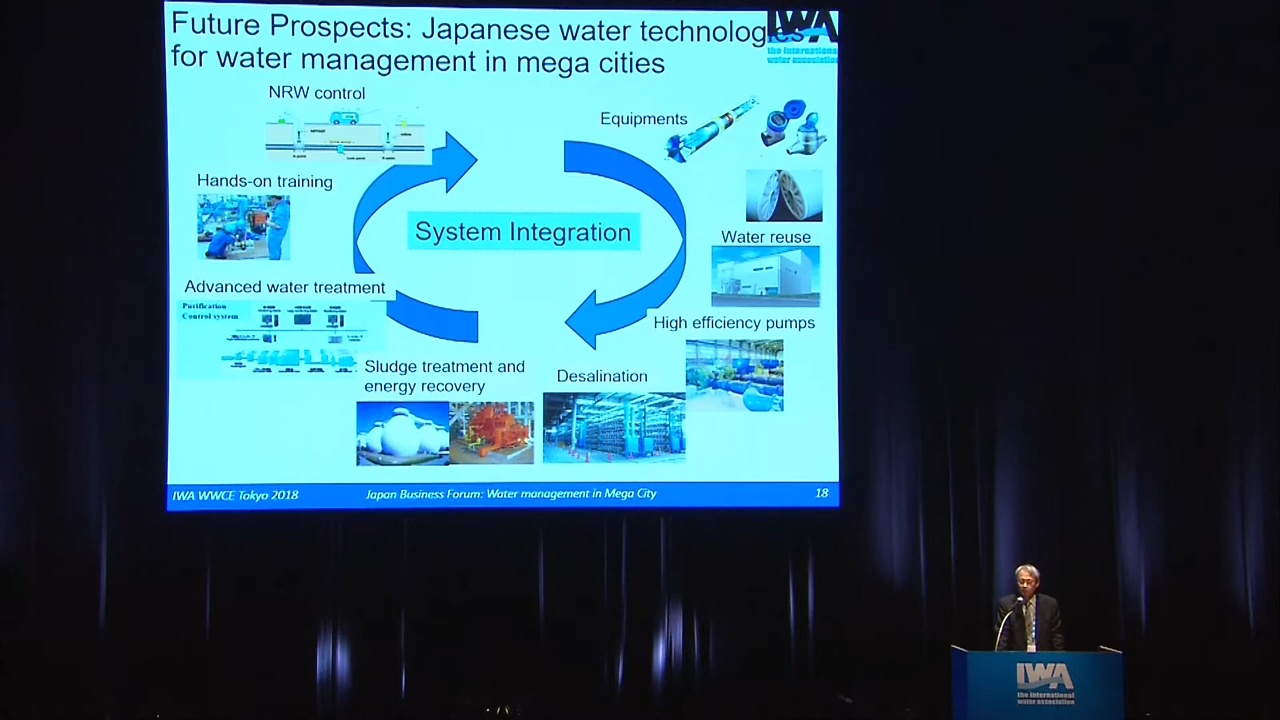 Future Prospects: Japanese water technologies
for water management in mega cities
IWA
the international
water association
NRW control
Equipments
Hands-on training
System Integration
Water reuse
Advanced water treatment
Purification
Control system
High efficiency pumps
Sludge treatment and
energy recovery
Desalination
IWA WWCE Tokyo 2018
Japan Business Forum: Water management in Mega City
18
IWA
the international
water association